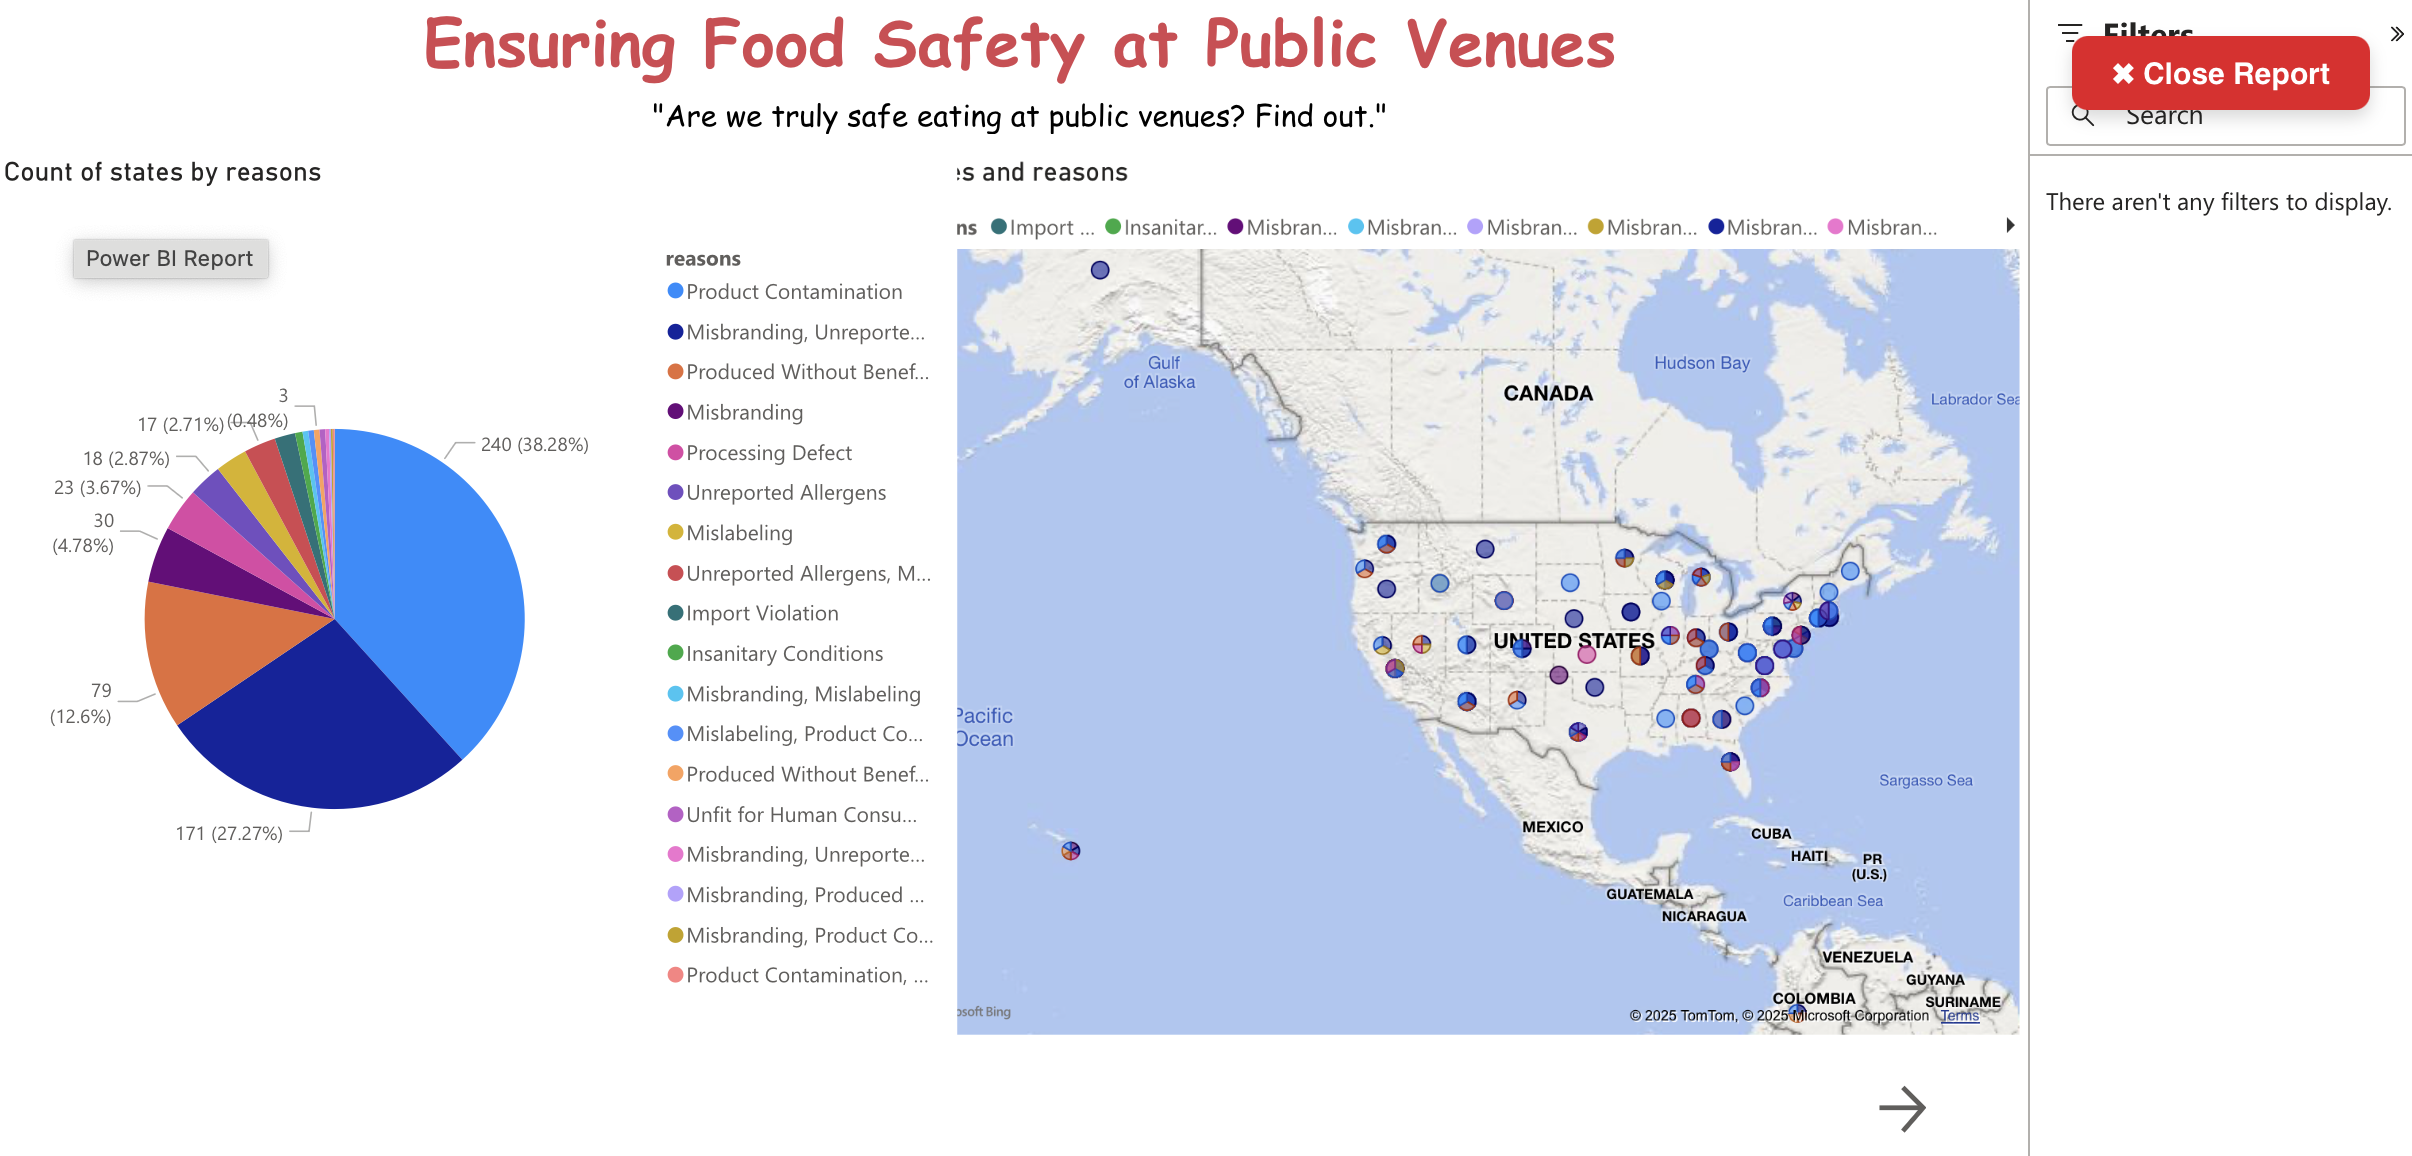 Ensuring Food Safety at Public Venues
"Are we truly safe eating at public venues? Find out."
Count of states by reasons
Power BI Report
3
(0.48%)
17 (2.71%)
18 (2.87%)
23 (3.67%)
30
(4.78%)
79
(12.6%)
171 (27.27%)
240 (38.28%)
reasons
Product Contamination
Misbranding, Unreporte...
Produced Without Benef...
Misbranding
Processing Defect
Unreported Allergens
Mislabeling
Unreported Allergens, M...
Import Violation
Insanitary Conditions
Misbranding, Mislabeling
Mislabeling, Product Co...
Produced Without Benef...
Unfit for Human Consu...
Misbranding, Unreporte...
Misbranding, Produced ...
Misbranding, Product Co...
Product Contamination, ...
es and reasons
ns Import ... Insanitar... Misbran... Misbran... Misbran... Misbran... Misbran... Misbran...
Gulf
of Alaska
CANADA
Hudson Bay
Labrador Sea
UNITED STATES
Pacific
Ocean
Sargasso Sea
MEXICO
CUBA
HAITI
PR
(U.S.)
GUATEMALA
Caribbean Sea
NICARAGUA
VENEZUELA
GUYANA
COLOMBIA
SURINAME
osoft Bing
© 2025 TomTom, © 2025 Microsoft Corporation Terms
Filters
✖ Close Report
Search
There aren't any filters to display.